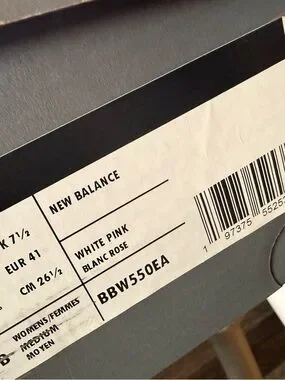 K 7½
EUR 41
CM 26½
NEW BALANCE
WHITE PINK
BLANC ROSE
BBW550EA
WOMENS/FEMMES
B MEDIUM
MOYEN
1 97375